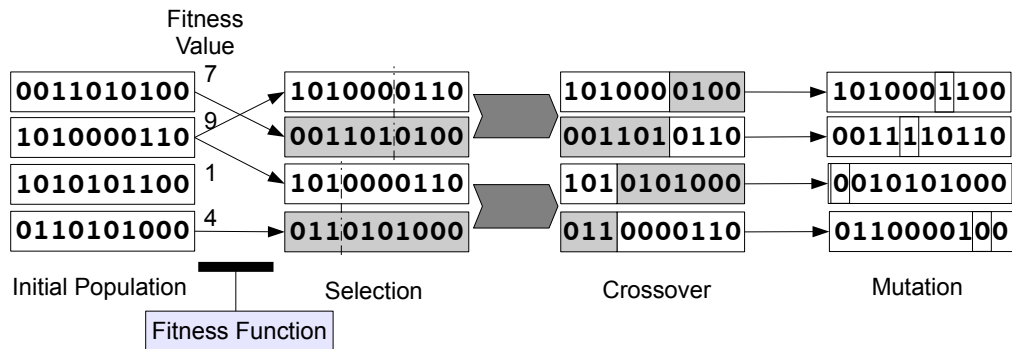 Fitness
Value
7
0011010100 1010000110 101000 0100 1010001100
9
1010000110 0011010100 001101 0110 0011110110
1
1010101100 1010000110 101 0101000 0010101000
4
0110101000 0110101000 011 0000110 0110000100
Initial Population Selection Crossover Mutation
Fitness Function